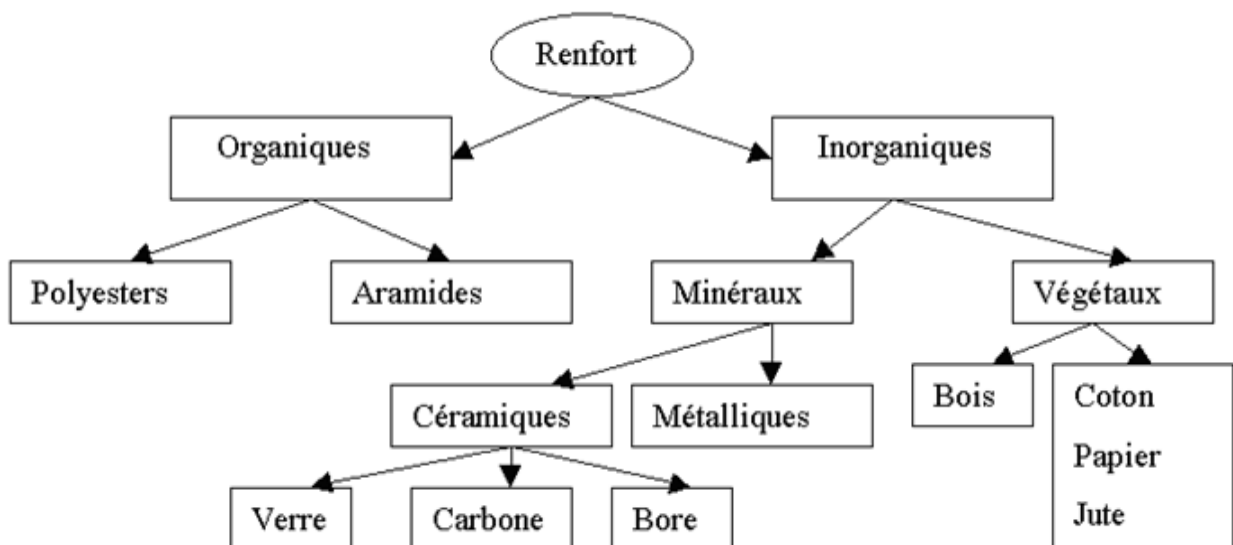 Renfort
Organiques
Inorganiques
Polyesters
Aramides
Minéraux
Végétaux
Céramiques
Métalliques
Bois
Coton
Papier
Jute
Verre
Carbone
Bore